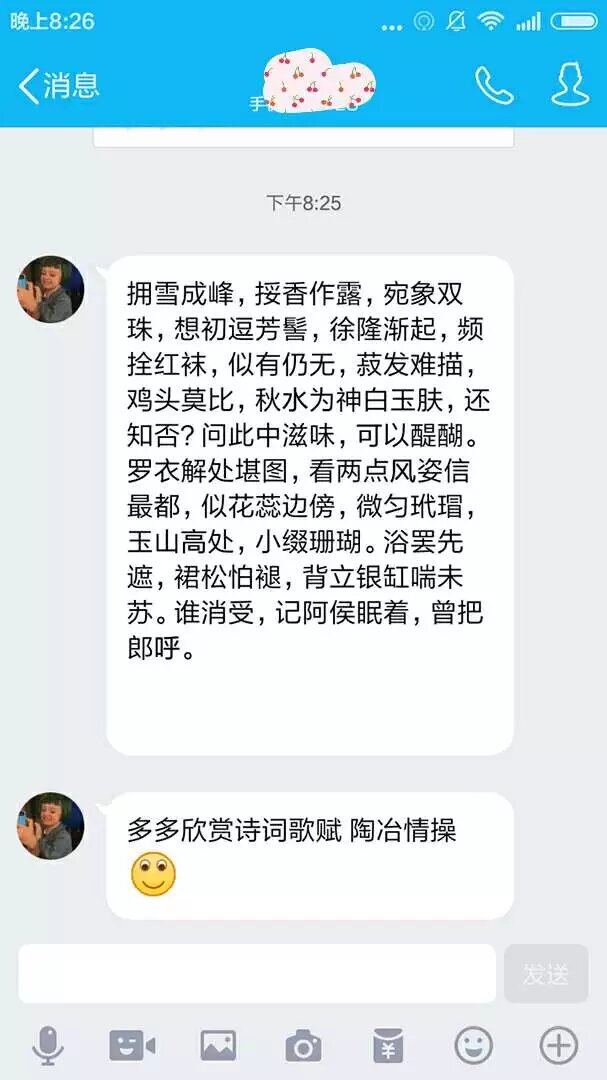 晚上8:26
消息
下午8:25
拥雪成峰，挼香作露，宛象双
珠，想初逗芳髻，徐隆渐起，频
拴红袜，似有仍无，菽发难描，
鸡头莫比，秋水为神白玉肤，还
知否？问此中滋味，可以醍醐。
罗衣解处堪图，看两点风姿信
最都，似花蕊边傍，微匀玳瑁，
玉山高处，小缀珊瑚。浴罢先
遮，裙松怕褪，背立银缸喘未
苏。谁消受，记阿侯眠着，曾把
郎呼。
多多欣赏诗词歌赋 陶冶情操
发送